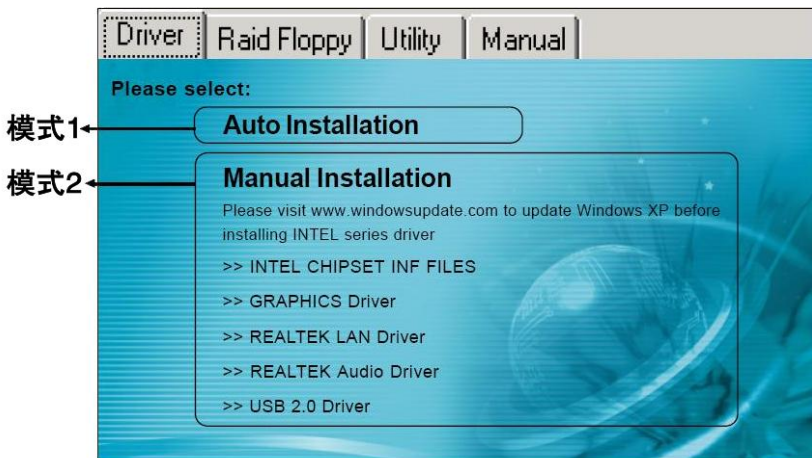 Driver Raid Floppy Utility Manual
Please select:
模式1
Auto Installation
模式2
Manual Installation
Please visit www.windowsupdate.com to update Windows XP before
installing INTEL series driver
>> INTEL CHIPSET INF FILES
>> GRAPHICS Driver
>> REALTEK LAN Driver
>> REALTEK Audio Driver
>> USB 2.0 Driver